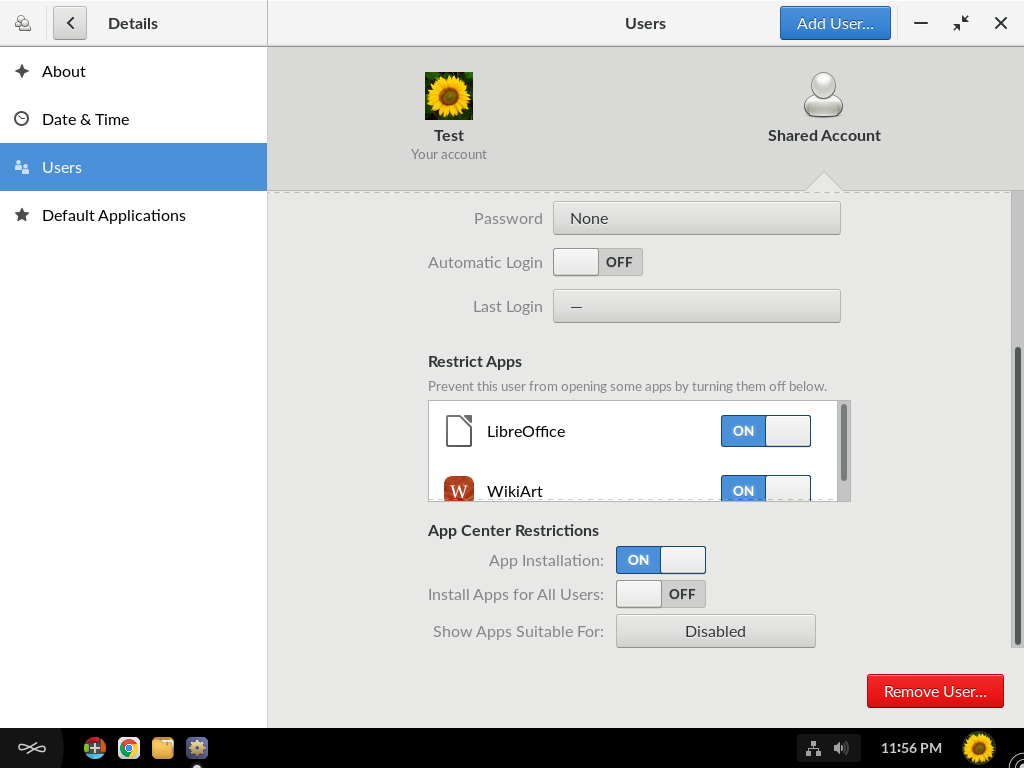 Details
Users
Add User...
About
Date & Time
Users
Default Applications
Test
Your account
Shared Account
Password
None
Automatic Login
OFF
Last Login
—
Restrict Apps
Prevent this user from opening some apps by turning them off below.
LibreOffice
ON
W
WikiArt
ON
App Center Restrictions
App Installation:
ON
Install Apps for All Users:
OFF
Show Apps Suitable For:
Disabled
Remove User...
11:56 PM